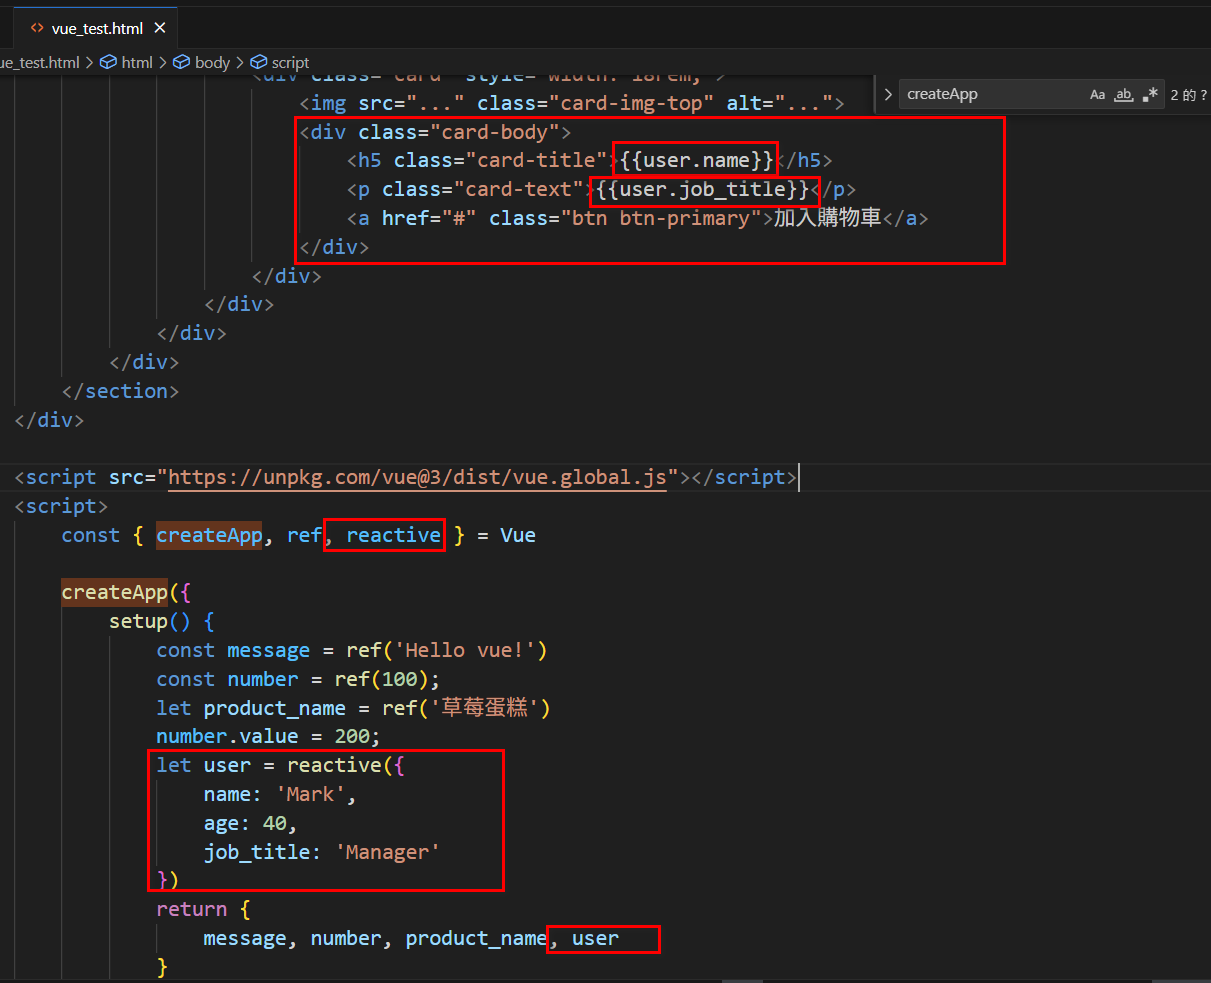 vue_test.html
ue_test.html > html > body > script
<div class="card" style="width: 18rem;">
createApp Aa ab .* 2 的 ?
<img src="..." class="card-img-top" alt="...">
<div class="card-body">
<h5 class="card-title">{{user.name}}</h5>
<p class="card-text">{{user.job_title}}</p>
<a href="#" class="btn btn-primary">加入購物車</a>
</div>
</div>
</div>
</div>
</div>
</section>
</div>
<script src="https://unpkg.com/vue@3/dist/vue.global.js"></script>
<script>
const { createApp, ref, reactive } = Vue
createApp({
setup() {
const message = ref('Hello vue!')
const number = ref(100);
let product_name = ref('草莓蛋糕')
number.value = 200;
let user = reactive({
name: 'Mark',
age: 40,
job_title: 'Manager'
})
return {
message, number, product_name, user
}